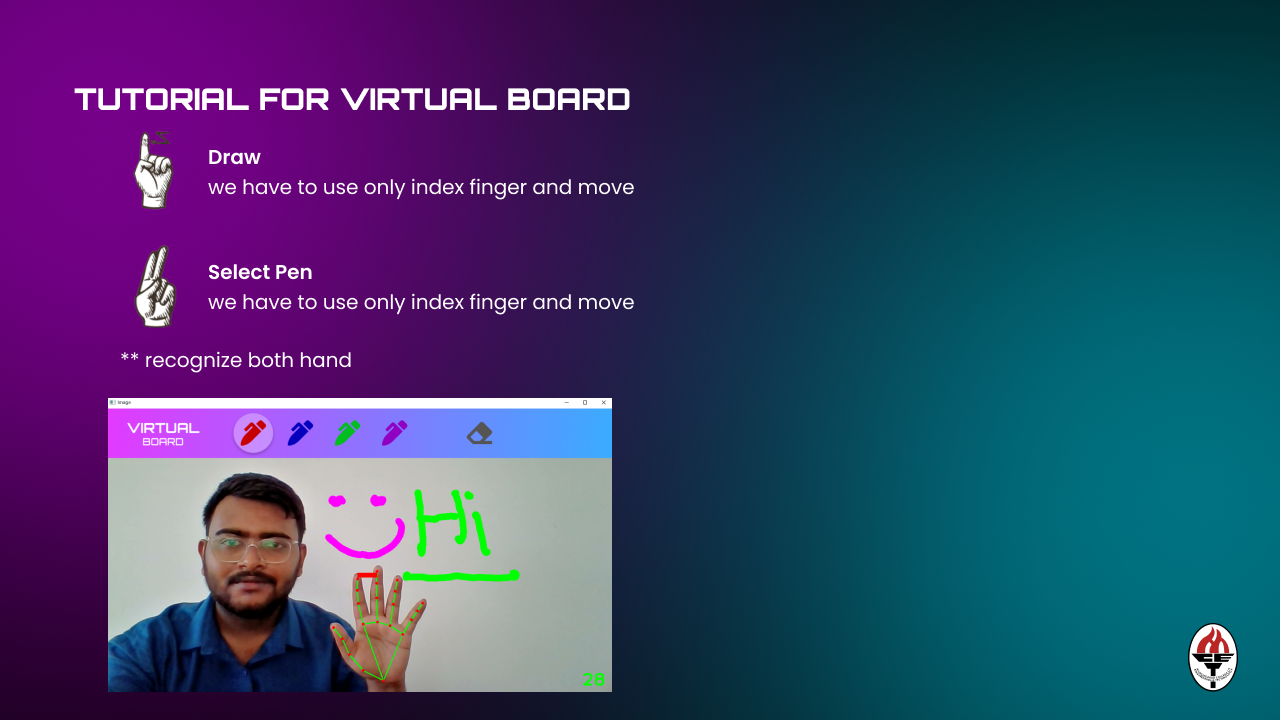 TUTORIAL FOR VIRTUAL BOARD
Draw
we have to use only index finger and move
Select Pen
we have to use only index finger and move
** recognize both hand
Image
VIRTUAL
BOARD
Hi
28
CET